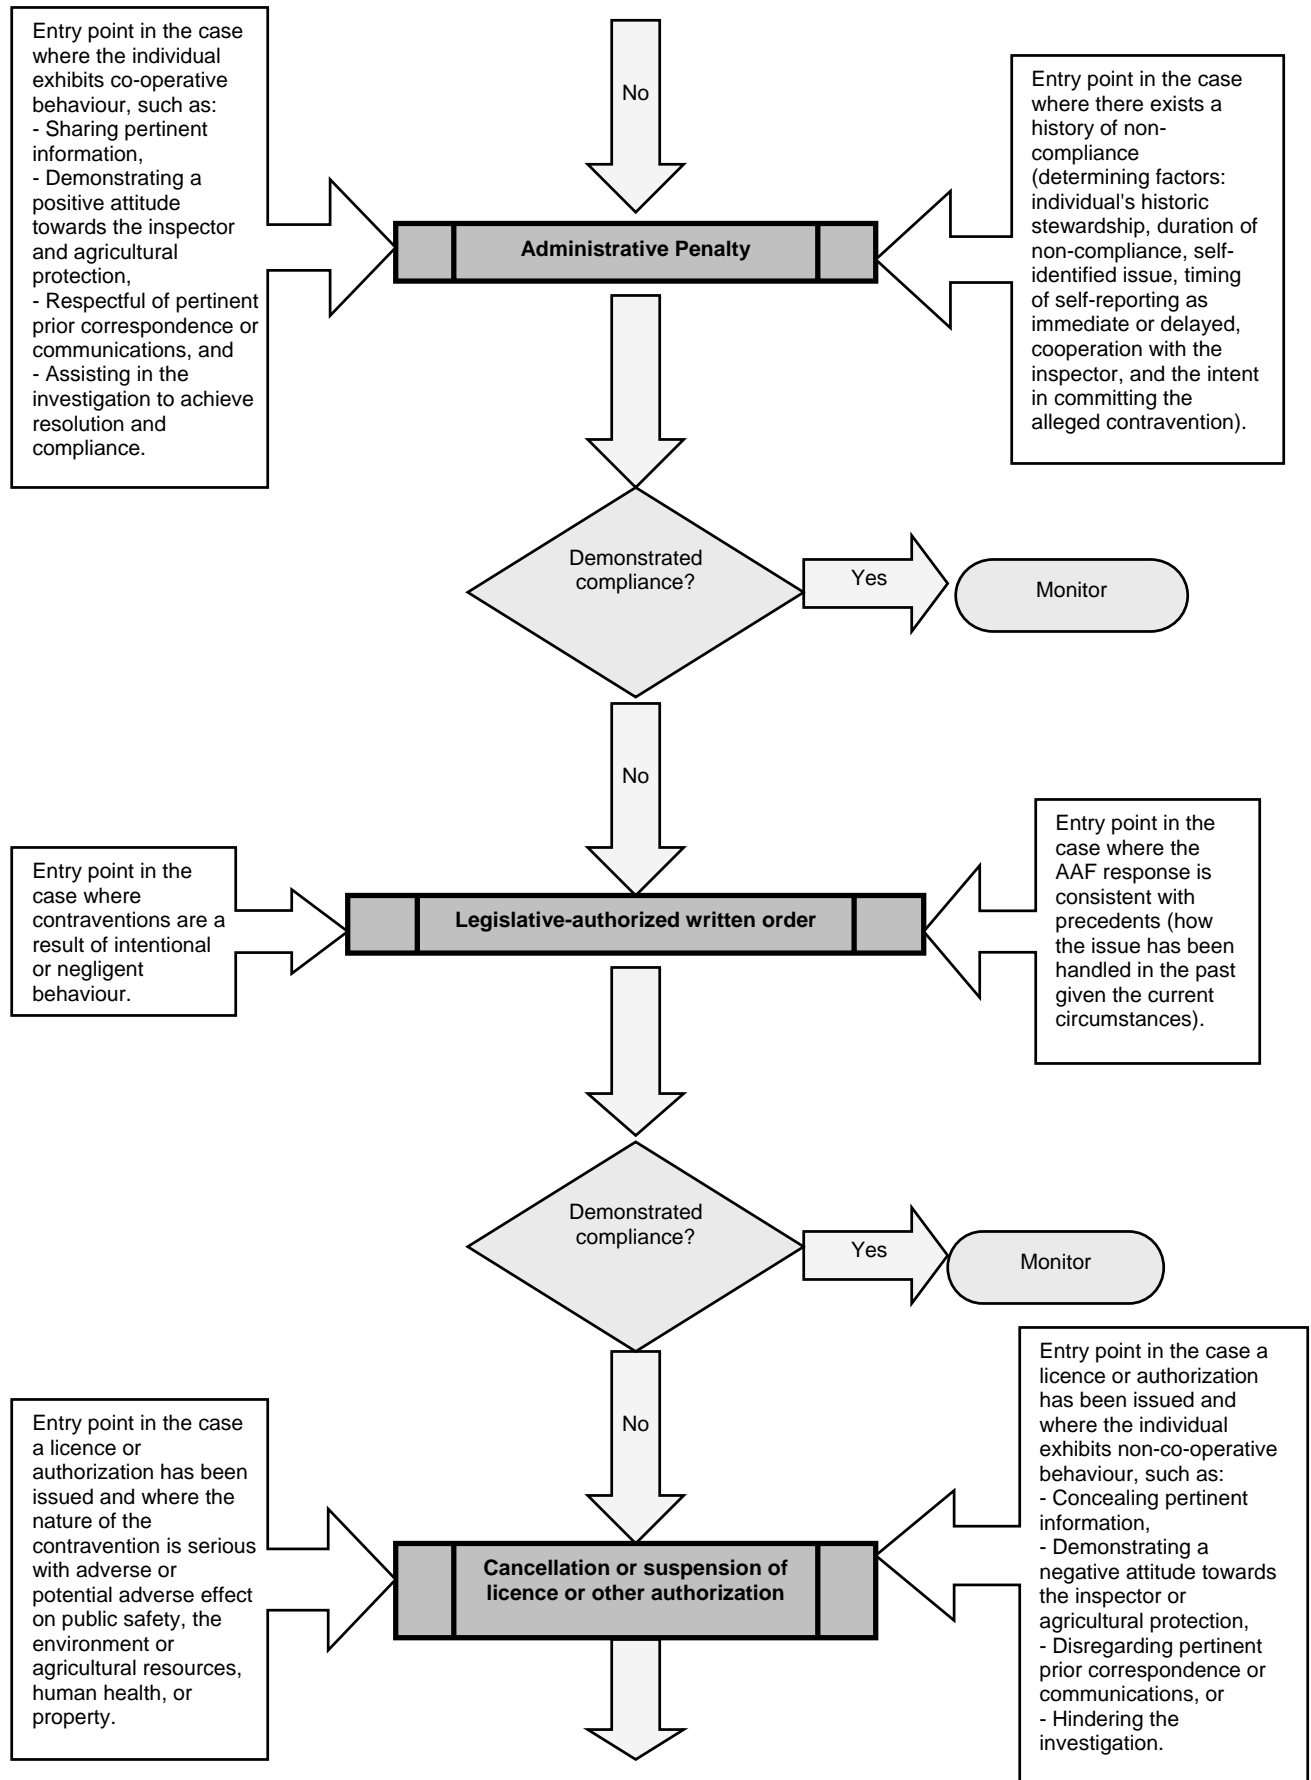 Entry point in the case
where the individual
exhibits co-operative
behaviour, such as:
- Sharing pertinent
information,
- Demonstrating a
positive attitude
towards the inspector
and agricultural
protection,
- Respectful of pertinent
prior correspondence or
communications, and
- Assisting in the
investigation to achieve
resolution and
compliance.
No
Entry point in the case
where there exists a
history of non-
compliance
(determining factors:
individual's historic
stewardship, duration of
non-compliance, self-
identified issue, timing
of self-reporting as
immediate or delayed,
cooperation with the
inspector, and the intent
in committing the
alleged contravention).
Administrative Penalty
Demonstrated
compliance?
Yes
Monitor
No
Entry point in the
case where
contraventions are a
result of intentional
or negligent
behaviour.
Legislative-authorized written order
Entry point in the
case where the
AAF response is
consistent with
precedents (how
the issue has been
handled in the past
given the current
circumstances).
Demonstrated
compliance?
Yes
Monitor
No
Entry point in the case
a licence or
authorization has been
issued and where the
nature of the
contravention is serious
with adverse or
potential adverse effect
on public safety, the
environment or
agricultural resources,
human health, or
property.
Cancellation or suspension of
licence or other authorization
Entry point in the case a
licence or authorization
has been issued and
where the individual
exhibits non-co-operative
behaviour, such as:
- Concealing pertinent
information,
- Demonstrating a
negative attitude towards
the inspector or
agricultural protection,
- Disregarding pertinent
prior correspondence or
communications, or
- Hindering the
investigation.